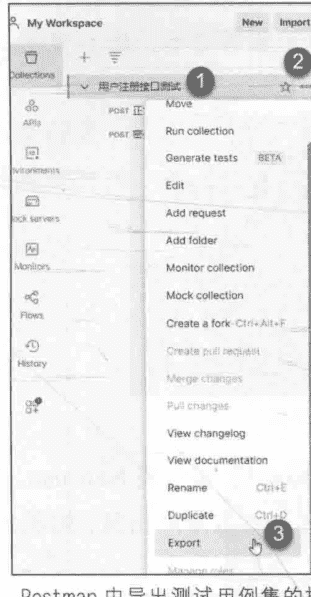 My Workspace New Import
Collections
用户注册接口测试 1 2
Move
APIs
POST 正
POST
Run collection
Generate tests BETA
Edit
Add request
Mock servers
Add folder
Monitors
Monitor collection
Mock collection
Flows
Create a fork Ctrl+Alt+F
Create pull request
History
Merge changes
Pull changes
View changelog
View documentation
Rename Ctrl+E
Duplicate Ctrl+D
Export 3
Manage roles
Postman 中导出测试用例集的